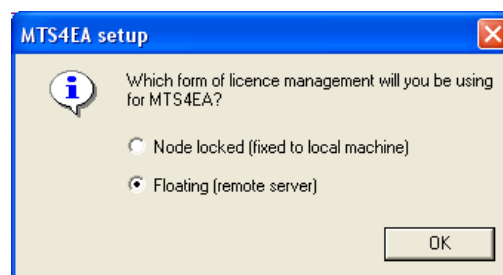 MTS4EA setup
Which form of licence management will you be using
for MTS4EA?
Node locked (fixed to local machine)
Floating (remote server)
OK